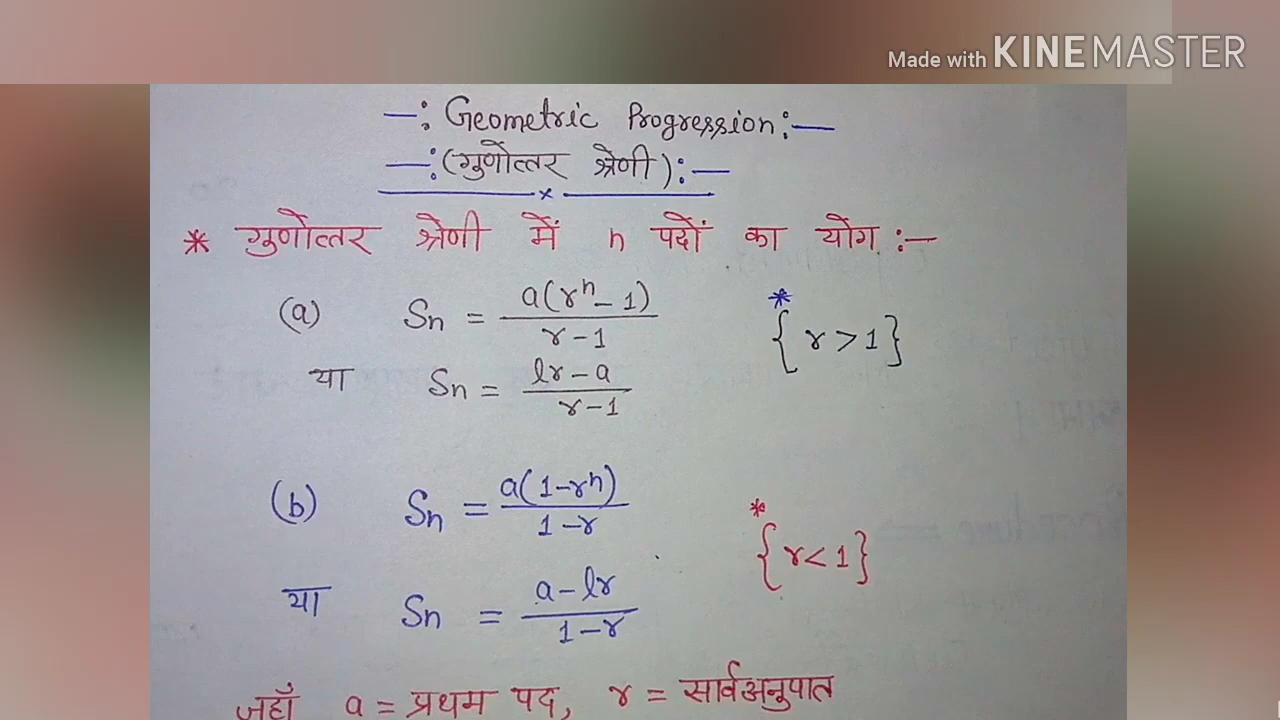 Made with KINEMASTER
—: Geometric Progression :—
—: (गुणोत्तर श्रेणी) :—
* गुणोत्तर श्रेणी में n पदों का योग :—
(a) Sn = a(r^n - 1) / r - 1 * {r > 1}
या Sn = lr - a / r - 1
(b) Sn = a(1 - r^n) / 1 - r * {r < 1}
या Sn = a - lr / 1 - r
जहाँ a = प्रथम पद, r = सार्वअनुपात